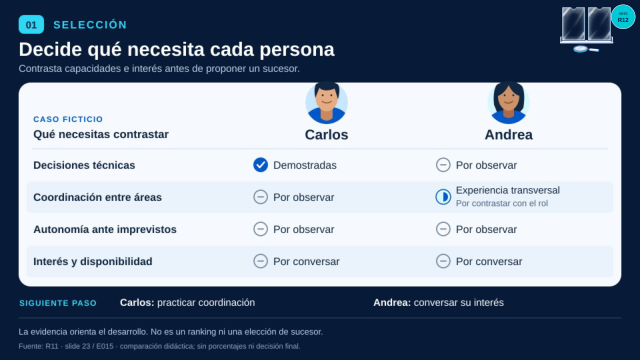 01 SELECCIÓN
R12
Decide qué necesita cada persona
Contrasta capacidades e interés antes de proponer un sucesor.
CASO FICTICIO
Qué necesitas contrastar
Carlos
Andrea
Decisiones técnicas
Demostradas
Por observar
Coordinación entre áreas
Por observar
Experiencia transversal
Por contrastar con el rol
Autonomía ante imprevistos
Por observar
Por observar
Interés y disponibilidad
Por conversar
Por conversar
SIGUIENTE PASO
Carlos: practicar coordinación
Andrea: conversar su interés
La evidencia orienta el desarrollo. No es un ranking ni una elección de sucesor.
Fuente: R11 · slide 23 / E015 · comparación didáctica; sin porcentajes ni decisión final.